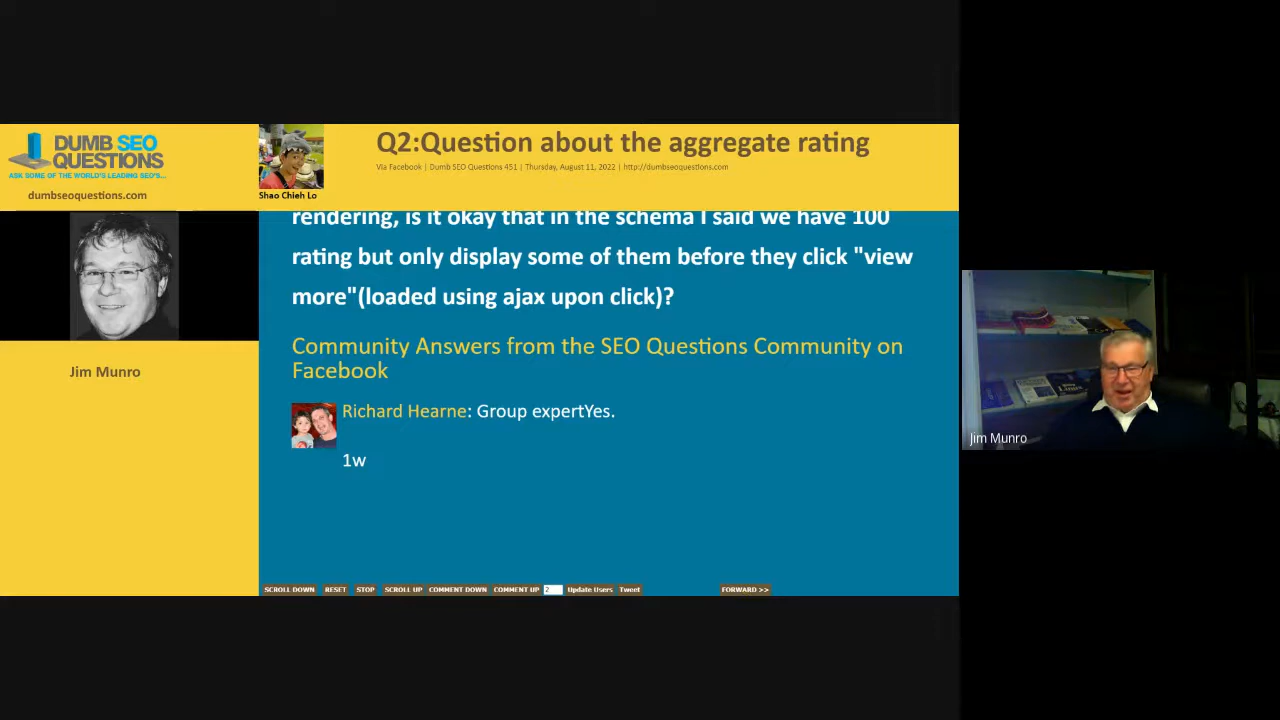 DUMB SEO
QUESTIONS
ASK SOME OF THE WORLD'S LEADING SEO'S...
dumbseoquestions.com
Shao Chieh Lo
Q2:Question about the aggregate rating
Via Facebook | Dumb SEO Questions 451 | Thursday, August 11, 2022 | http://dumbseoquestions.com
Jim Munro
rendering, is it okay that in the schema I said we have 100
rating but only display some of them before they click "view
more"(loaded using ajax upon click)?
Community Answers from the SEO Questions Community on
Facebook
Richard Hearne: Group expertYes.
1w
SCROLL DOWN RESET STOP SCROLL UP COMMENT DOWN COMMENT UP 2 Update Users Tweet FORWARD >>
Jim Munro